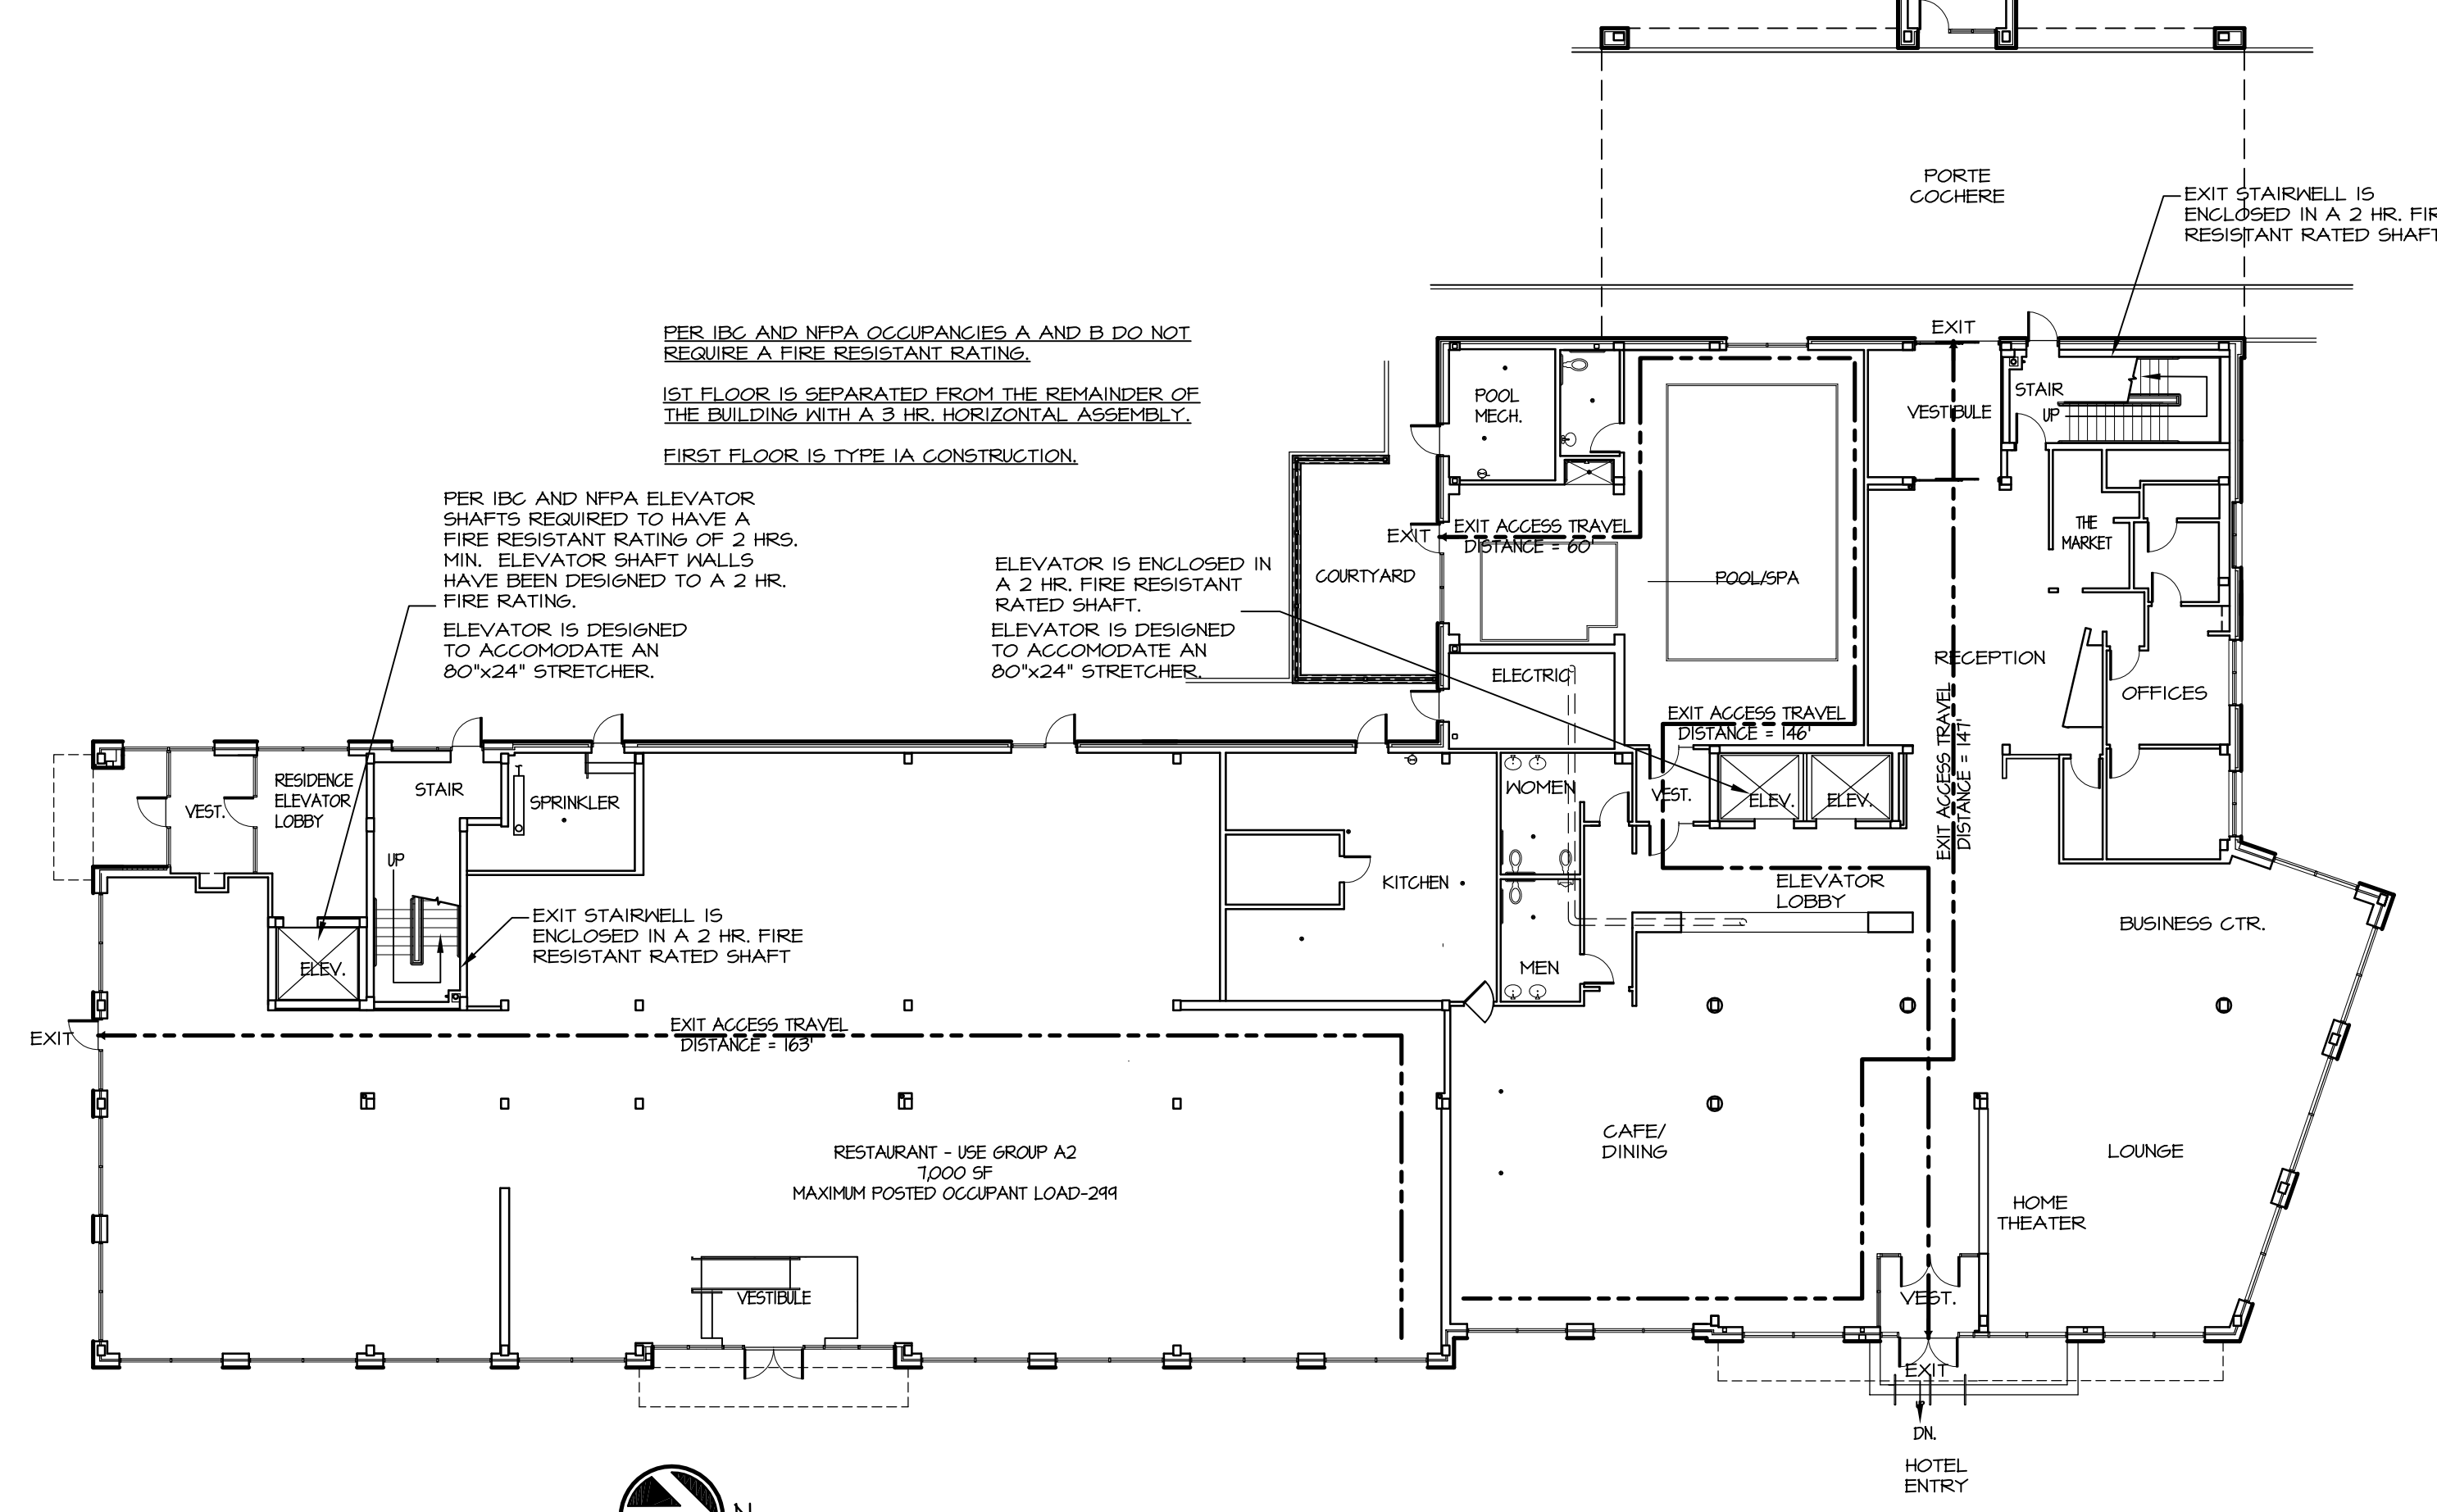 PORTE
COCHERE
EXIT STAIRWELL IS
ENCLOSED IN A 2 HR.
RESISTANT RATED SHAFT
PER IBC AND NFPA OCCUPANCIES A AND B DO NOT
REQUIRE A FIRE RESISTANT RATING.
1ST FLOOR IS SEPARATED FROM THE REMAINDER OF
THE BUILDING WITH A 3 HR. HORIZONTAL ASSEMBLY.
FIRST FLOOR IS TYPE IA CONSTRUCTION.
PER IBC AND NFPA ELEVATOR
SHAFTS REQUIRED TO HAVE A
FIRE RESISTANT RATING OF 2 HRS.
MIN. ELEVATOR SHAFT WALLS
HAVE BEEN DESIGNED TO A 2 HR.
FIRE RATING.
ELEVATOR IS DESIGNED
TO ACCOMODATE AN
80"x24" STRETCHER.
ELEVATOR IS ENCLOSED IN
A 2 HR. FIRE RESISTANT
RATED SHAFT.
ELEVATOR IS DESIGNED
TO ACCOMODATE AN
80"x24" STRETCHER.
EXIT
POOL
MECH.
VESTIBULE
STAIR
UP
THE
MARKET
EXIT
EXIT ACCESS TRAVEL
DISTANCE = 60'
COURTYARD
POOL/SPA
RECEPTION
OFFICES
ELECTRIC
EXIT ACCESS TRAVEL
DISTANCE = 146'
EXIT ACCESS TRAVEL
DISTANCE = 147'
VEST.
RESIDENCE
ELEVATOR
LOBBY
STAIR
SPRINKLER
UP
ELEV.
EXIT STAIRWELL IS
ENCLOSED IN A 2 HR. FIRE
RESISTANT RATED SHAFT
KITCHEN
WOMEN
MEN
VEST.
ELEV.
ELEV.
ELEVATOR
LOBBY
BUSINESS CTR.
EXIT
EXIT ACCESS TRAVEL
DISTANCE = 163'
RESTAURANT - USE GROUP A2
7,000 SF
MAXIMUM POSTED OCCUPANT LOAD-299
CAFE/
DINING
LOUNGE
HOME
THEATER
VESTIBULE
VEST.
EXIT
DN.
HOTEL
ENTRY